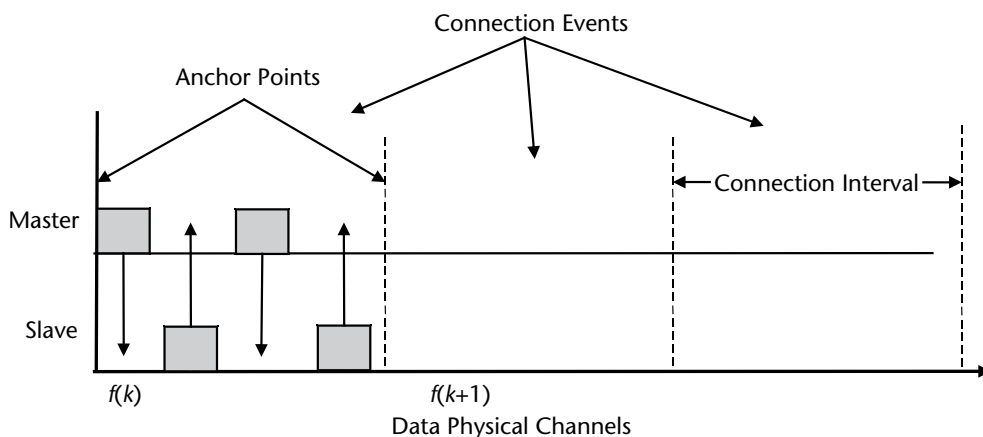 Connection Events
Anchor Points
Connection Interval
Master
Slave
f(k)
f(k+1)
Data Physical Channels